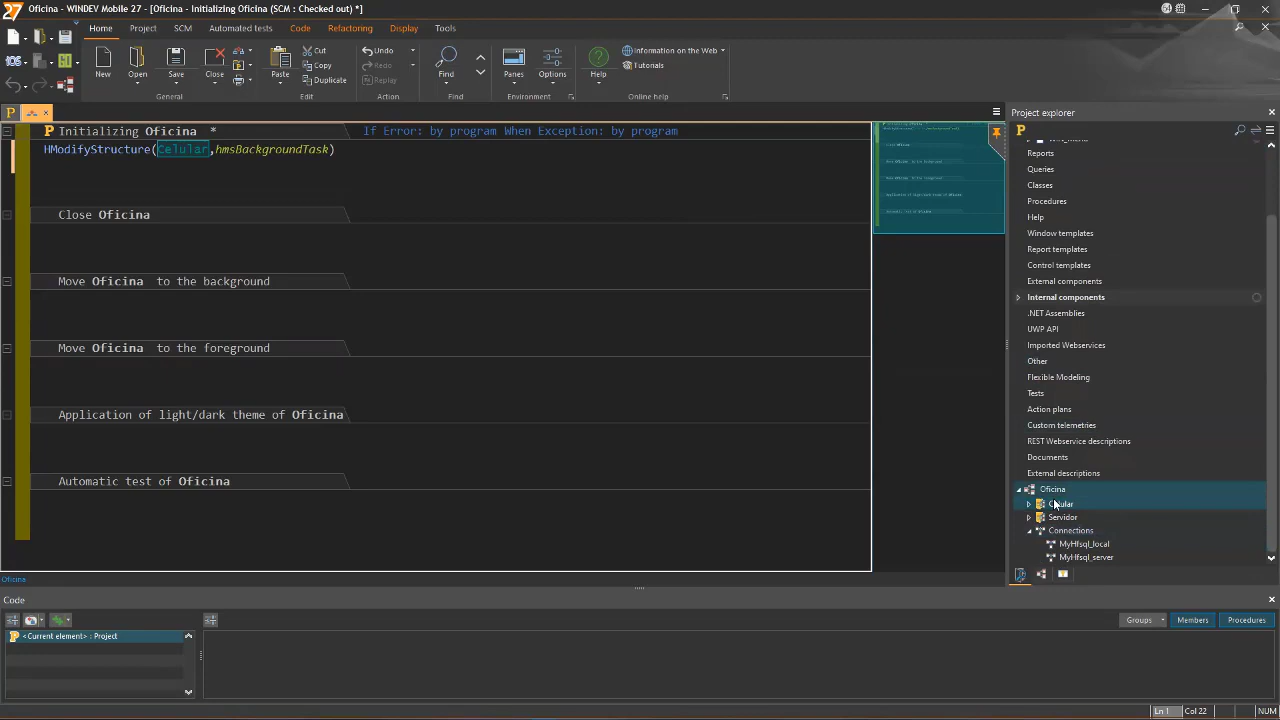 27 Oficina - WINDEV Mobile 27 - [Oficina - Initializing Oficina (SCM : Checked out) *]
Home Project SCM Automated tests Code Refactoring Display Tools
New Open Save Close
Paste
Cut
Copy
Duplicate
Undo
Redo
Replay
Find
Panes Options
Help
Information on the Web
Tutorials
General Edit Action Find Environment Online help
P
P Initializing Oficina * If Error: by program When Exception: by program
HModifyStructure(Celular,hmsBackgroundTask)
Close Oficina
Move Oficina to the background
Move Oficina to the foreground
Application of light/dark theme of Oficina
Automatic test of Oficina
Oficina
Project explorer
P
Reports
Queries
Classes
Procedures
Help
Window templates
Report templates
Control templates
External components
Internal components
.NET Assemblies
UWP API
Imported Webservices
Other
Flexible Modeling
Tests
Action plans
Custom telemetries
REST Webservice descriptions
Documents
External descriptions
Oficina
Celular
Servidor
Connections
MyHfsql_local
MyHfsql_server
Code
Groups Members Procedures
P <Current element> : Project
Ln 1 Col 22 NUM